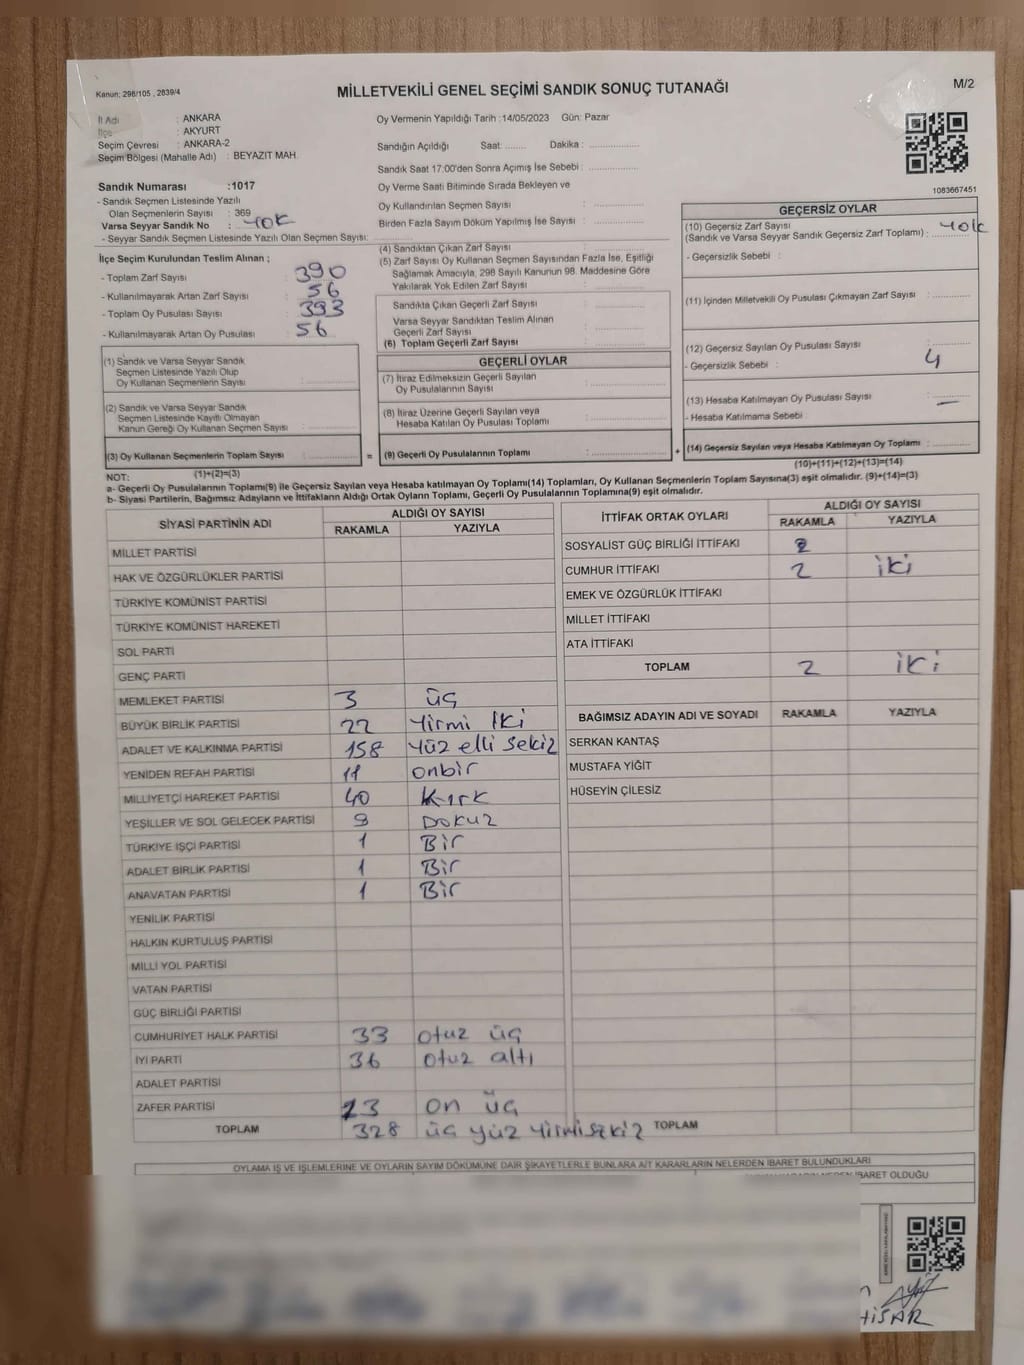 Kanun: 298/105 , 2839/4
MİLLETVEKİLİ GENEL SEÇİMİ SANDIK SONUÇ TUTANAĞI
M/2
İl Adı : ANKARA
İlçe : AKYURT
Seçim Çevresi : ANKARA-2
Seçim Bölgesi (Mahalle Adı) : BEYAZIT MAH.
Oy Vermenin Yapıldığı Tarih :14/05/2023 Gün: Pazar
Sandığın Açıldığı Saat: ........ Dakika : ..................
Sandık Saat 17:00'den Sonra Açımış İse Sebebi : ..................
Oy Verme Saati Bitiminde Sırada Bekleyen ve
Oy Kullandırılan Seçmen Sayısı : ..................
Birden Fazla Sayım Döküm Yapılmış İse Sayısı : ..................
1083667451
Sandık Numarası :1017
- Sandık Seçmen Listesinde Yazılı
Olan Seçmenlerin Sayısı : 369
Varsa Seyyar Sandık No : YOK
- Seyyar Sandık Seçmen Listesinde Yazılı Olan Seçmen Sayısı:
İlçe Seçim Kurulundan Teslim Alınan ;
- Toplam Zarf Sayısı : 390
- Kullanılmayarak Artan Zarf Sayısı : 56
- Toplam Oy Pusulası Sayısı : 393
- Kullanılmayarak Artan Oy Pusulası : 56
(1) Sandık ve Varsa Seyyar Sandık
Seçmen Listesinde Yazılı Olup
Oy Kullanan Seçmenlerin Sayısı :
(2) Sandık ve Varsa Seyyar Sandık
Seçmen Listesinde Kayıtlı Olmayan
Kanun Gereği Oy Kullanan Seçmen Sayısı :
(3) Oy Kullanan Seçmenlerin Toplam Sayısı :
(4) Sandıktan Çıkan Zarf Sayısı :
(5) Zarf Sayısı Oy Kullanan Seçmen Sayısından Fazla İse, Eşitliği
Sağlamak Amacıyla, 298 Sayılı Kanunun 98. Maddesine Göre
Yakılarak Yok Edilen Zarf Sayısı :
Sandıkta Çıkan Geçerli Zarf Sayısı :
Varsa Seyyar Sandıktan Teslim Alınan
Geçerli Zarf Sayısı :
(6) Toplam Geçerli Zarf Sayısı :
GEÇERLİ OYLAR
(7) İtiraz Edilmeksizin Geçerli Sayılan
Oy Pusulalarının Sayısı :
(8) İtiraz Üzerine Geçerli Sayılan veya
Hesaba Katılan Oy Pusulası Toplamı :
= (9) Geçerli Oy Pusulalarının Toplamı :
GEÇERSİZ OYLAR
(10) Geçersiz Zarf Sayısı
(Sandık ve Varsa Seyyar Sandık Geçersiz Zarf Toplamı) : YOK
- Geçersizlik Sebebi :
(11) İçinden Milletvekili Oy Pusulası Çıkmayan Zarf Sayısı :
(12) Geçersiz Sayılan Oy Pusulası Sayısı :
- Geçersizlik Sebebi : 4
(13) Hesaba Katılmayan Oy Pusulası Sayısı : —
- Hesaba Katılmama Sebebi :
+ (14) Geçersiz Sayılan veya Hesaba Katılmayan Oy Toplamı :
NOT: (1)+(2)=(3)
(10)+(11)+(12)+(13)=(14)
a- Geçerli Oy Pusulalarının Toplamı(9) ile Geçersiz Sayılan veya Hesaba katılmayan Oy Toplamı(14) Toplamları, Oy Kullanan Seçmenlerin Toplam Sayısına(3) eşit olmalıdır. (9)+(14)=(3)
b- Siyasi Partilerin, Bağımsız Adayların ve İttifakların Aldığı Ortak Oyların Toplamı, Geçerli Oy Pusulalarının Toplamına(9) eşit olmalıdır.
SİYASİ PARTİNİN ADI ALDIĞI OY SAYISI
RAKAMLA YAZIYLA
MİLLET PARTİSİ
HAK VE ÖZGÜRLÜKLER PARTİSİ
TÜRKİYE KOMÜNİST PARTİSİ
TÜRKİYE KOMÜNİST HAREKETİ
SOL PARTİ
GENÇ PARTİ
MEMLEKET PARTİSİ 3 üç
BÜYÜK BİRLİK PARTİSİ 22 Yirmi İki
ADALET VE KALKINMA PARTİSİ 158 Yüz elli sekiz
YENİDEN REFAH PARTİSİ 11 onbir
MİLLİYETÇİ HAREKET PARTİSİ 40 Kırk
YEŞİLLER VE SOL GELECEK PARTİSİ 9 Dokuz
TÜRKİYE İŞÇİ PARTİSİ 1 Bir
ADALET BİRLİK PARTİSİ 1 Bir
ANAVATAN PARTİSİ 1 Bir
YENİLİK PARTİSİ
HALKIN KURTULUŞ PARTİSİ
MİLLİ YOL PARTİSİ
VATAN PARTİSİ
GÜÇ BİRLİĞİ PARTİSİ
CUMHURİYET HALK PARTİSİ 33 otuz üç
İYİ PARTİ 36 otuz altı
ADALET PARTİSİ
ZAFER PARTİSİ 13 on üç
TOPLAM 328 üç yüz yirmisekiz
İTTİFAK ORTAK OYLARI ALDIĞI OY SAYISI
RAKAMLA YAZIYLA
SOSYALİST GÜÇ BİRLİĞİ İTTİFAKI
CUMHUR İTTİFAKI 2 iki
EMEK VE ÖZGÜRLÜK İTTİFAKI
MİLLET İTTİFAKI
ATA İTTİFAKI
TOPLAM 2 iki
BAĞIMSIZ ADAYIN ADI VE SOYADI RAKAMLA YAZIYLA
SERKAN KANTAŞ
MUSTAFA YİĞİT
HÜSEYİN ÇİLESİZ
TOPLAM
OYLAMA İŞ VE İŞLEMLERİNE VE OYLARIN SAYIM DÖKÜMÜNE DAİR ŞİKAYETLERLE BUNLARA AİT KARARLARIN NELERDEN İBARET BULUNDUKLARI
İBARET OLDUĞU
HİSAR